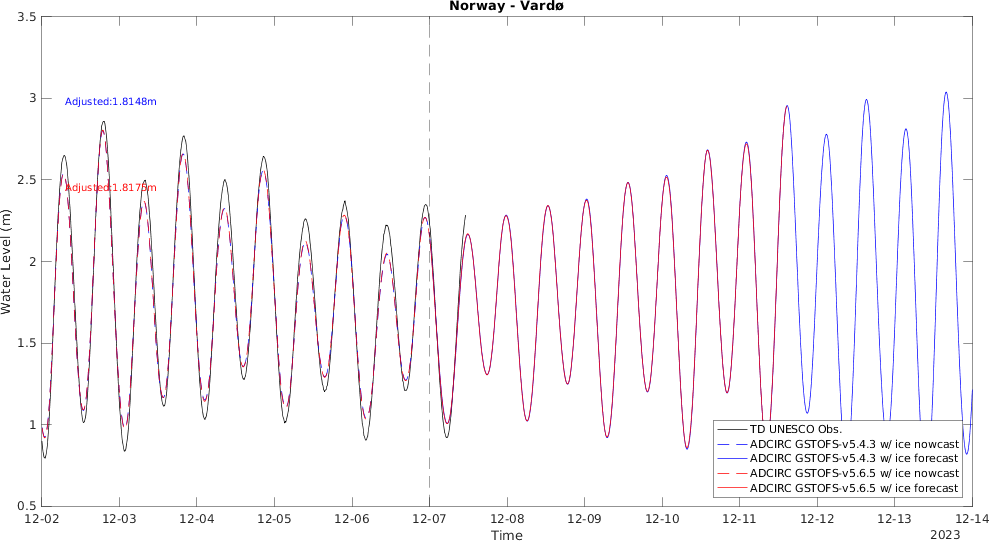 Norway - Vardø
3.5
3
2.5
2
1.5
1
0.5
Water Level (m)
Adjusted:1.8148m
Adjusted:1.8175m
TD UNESCO Obs.
ADCIRC GSTOFS-v5.4.3 w/ ice nowcast
ADCIRC GSTOFS-v5.4.3 w/ ice forecast
ADCIRC GSTOFS-v5.6.5 w/ ice nowcast
ADCIRC GSTOFS-v5.6.5 w/ ice forecast
12-02 12-03 12-04 12-05 12-06 12-07 12-08 12-09 12-10 12-11 12-12 12-13 12-14
Time
2023